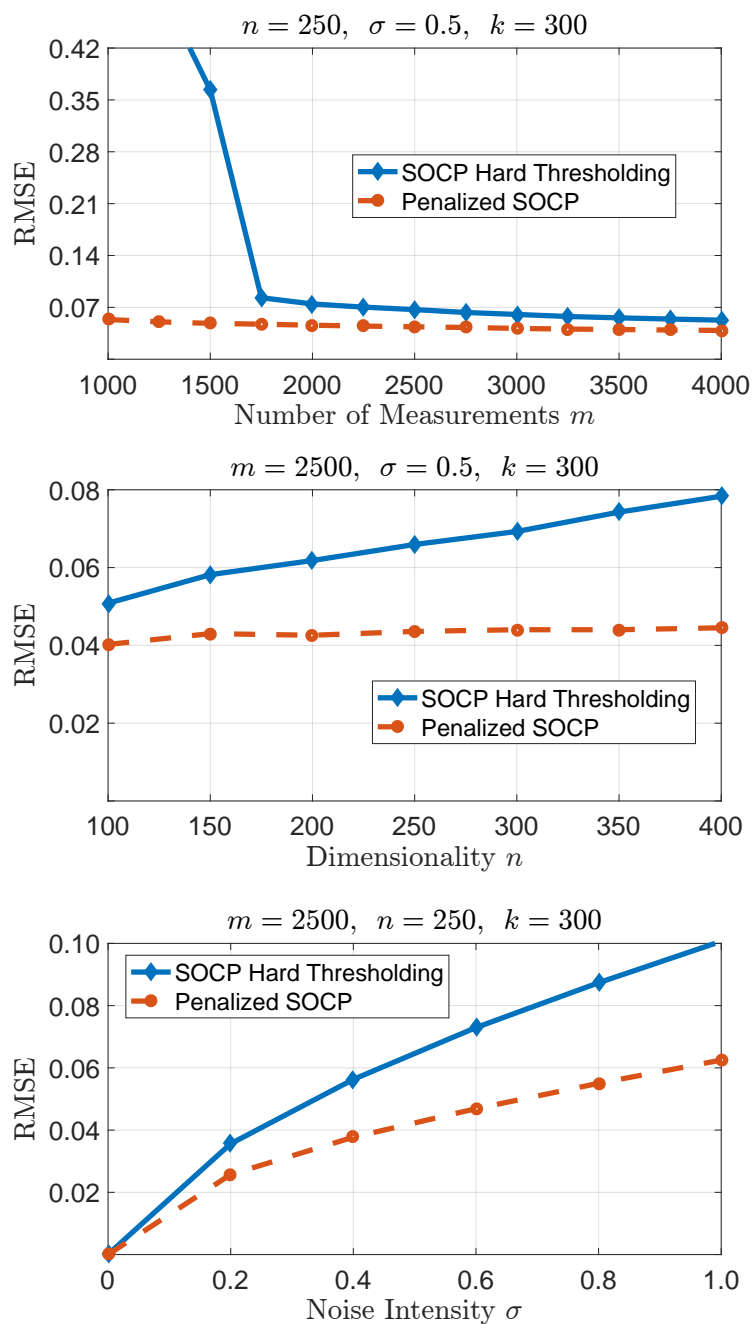 n = 250, σ = 0.5, k = 300
0.42
0.35
0.28
0.21
0.14
0.07
RMSE
SOCP Hard Thresholding
Penalized SOCP
1000 1500 2000 2500 3000 3500 4000
Number of Measurements m
m = 2500, σ = 0.5, k = 300
0.08
0.06
0.04
0.02
RMSE
SOCP Hard Thresholding
Penalized SOCP
100 150 200 250 300 350 400
Dimensionality n
m = 2500, n = 250, k = 300
0.10
0.08
0.06
0.04
0.02
RMSE
SOCP Hard Thresholding
Penalized SOCP
0 0.2 0.4 0.6 0.8 1.0
Noise Intensity σ